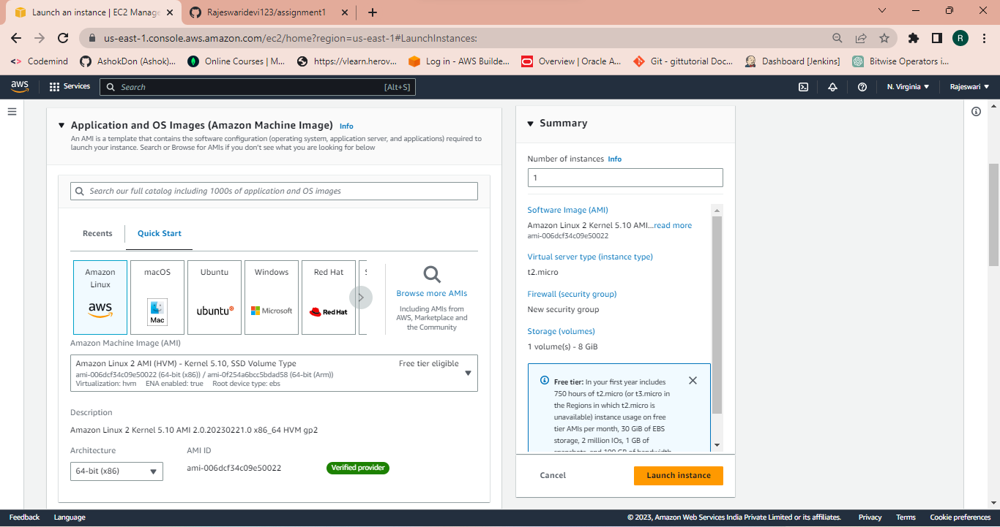 Launch an instance | EC2 Manage
Rajeswaridevi123/assignment1
us-east-1.console.aws.amazon.com/ec2/home?region=us-east-1#LaunchInstances:
R
Codemind
AshokDon (Ashok)...
Online Courses | M...
https://vlearn.herov...
Log in - AWS Builde...
Overview | Oracle A...
Git - gittutorial Doc...
Dashboard [Jenkins]
Bitwise Operators i...
aws
Services
Search
[Alt+S]
N. Virginia
Rajeswari
Application and OS Images (Amazon Machine Image) Info
An AMI is a template that contains the software configuration (operating system, application server, and applications) required to
launch your instance. Search or Browse for AMIs if you don't see what you are looking for below
Search our full catalog including 1000s of application and OS images
Recents
Quick Start
Amazon
Linux
aws
macOS
Mac
Ubuntu
ubuntu
Windows
Microsoft
Red Hat
Red Hat
Browse more AMIs
Including AMIs from
AWS, Marketplace and
the Community
Amazon Machine Image (AMI)
Amazon Linux 2 AMI (HVM) - Kernel 5.10, SSD Volume Type
Free tier eligible
ami-006dcf34c09e50022 (64-bit (x86)) / ami-0f254a6bcc5bdad58 (64-bit (Arm))
Virtualization: hvm ENA enabled: true Root device type: ebs
Description
Amazon Linux 2 Kernel 5.10 AMI 2.0.20230221.0 x86_64 HVM gp2
Architecture
AMI ID
64-bit (x86)
ami-006dcf34c09e50022
Verified provider
Summary
Number of instances Info
1
Software Image (AMI)
Amazon Linux 2 Kernel 5.10 AMI...read more
ami-006dcf34c09e50022
Virtual server type (instance type)
t2.micro
Firewall (security group)
New security group
Storage (volumes)
1 volume(s) - 8 GiB
Free tier: In your first year includes
750 hours of t2.micro (or t3.micro in
the Regions in which t2.micro is
unavailable) instance usage on free
tier AMIs per month, 30 GiB of EBS
storage, 2 million IOs, 1 GB of
snapshots, and 100 GB of bandwidth
Cancel
Launch instance
Feedback
Language
© 2023, Amazon Web Services India Private Limited or its affiliates.
Privacy
Terms
Cookie preferences